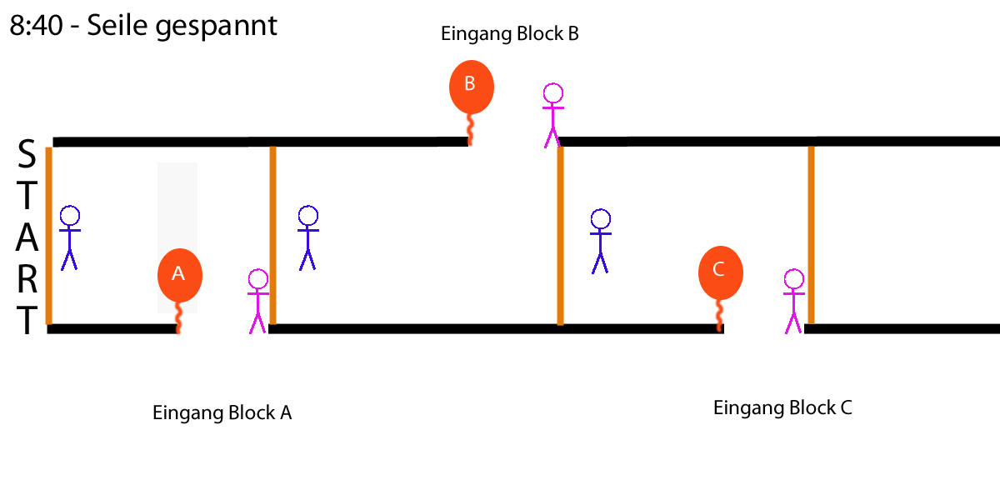 8:40 - Seile gespannt
Eingang Block B
B
START
A
C
Eingang Block A
Eingang Block C